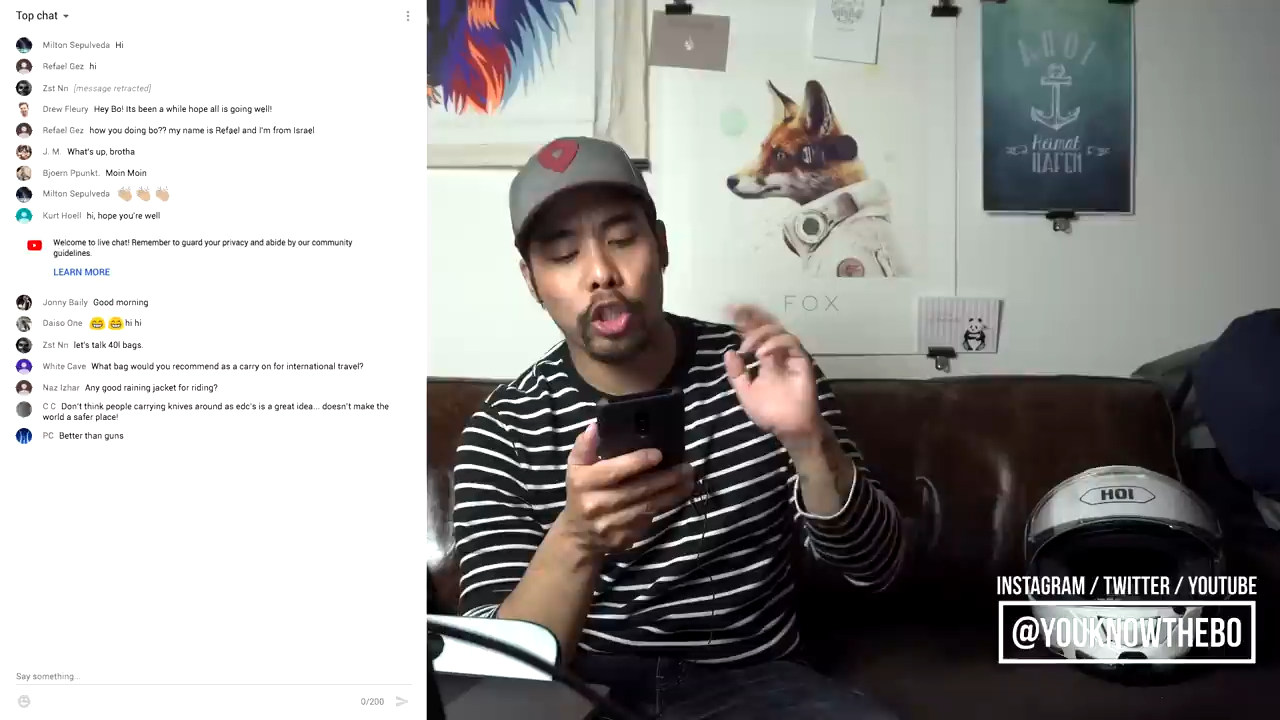 Top chat
Milton Sepulveda Hi
Refael Gez hi
Zst Nn [message retracted]
Drew Fleury Hey Bo! Its been a while hope all is going well!
Refael Gez how you doing bo?? my name is Refael and I'm from Israel
J. M. What's up, brotha
Bjoern Ppunkt. Moin Moin
Milton Sepulveda 👏🏼👏🏼👏🏼
Kurt Hoell hi, hope you're well
Welcome to live chat! Remember to guard your privacy and abide by our community
guidelines.
LEARN MORE
Jonny Baily Good morning
Daiso One 😁😁hi hi
Zst Nn let's talk 40l bags.
White Cave What bag would you recommend as a carry on for international travel?
Naz Izhar Any good raining jacket for riding?
C C Don't think people carrying knives around as edc's is a great idea... doesn't make the
world a safer place!
PC Better than guns
Say something...
0/200
AHOI
Heimat
HAFEN
FOX
HOI
INSTAGRAM / TWITTER / YOUTUBE
@YOUKNOWTHEBO